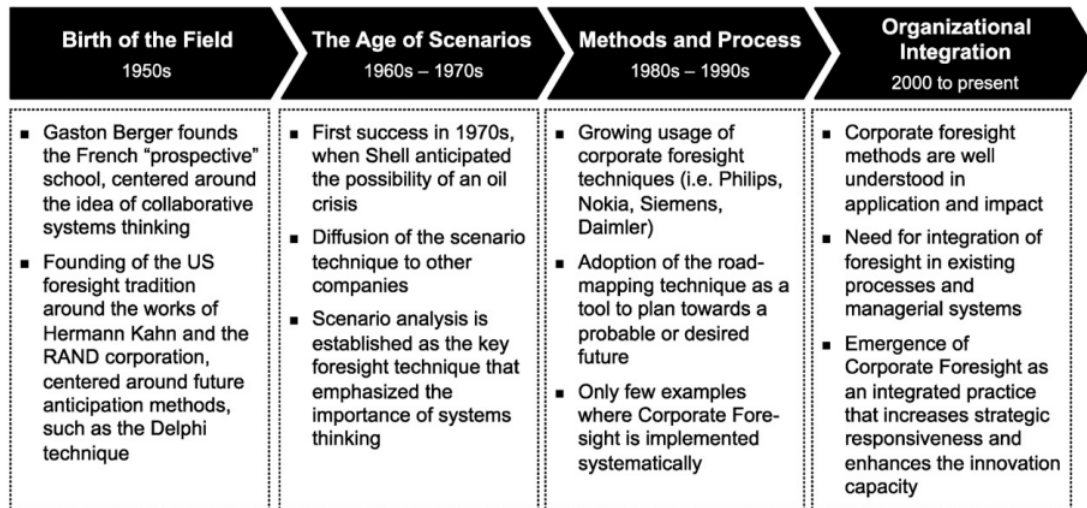 Birth of the Field
1950s
The Age of Scenarios
1960s – 1970s
Methods and Process
1980s – 1990s
Organizational
Integration
2000 to present
▪ Gaston Berger founds
the French “prospective”
school, centered around
the idea of collaborative
systems thinking
▪ Founding of the US
foresight tradition
around the works of
Hermann Kahn and the
RAND corporation,
centered around future
anticipation methods,
such as the Delphi
technique
▪ First success in 1970s,
when Shell anticipated
the possibility of an oil
crisis
▪ Diffusion of the scenario
technique to other
companies
▪ Scenario analysis is
established as the key
foresight technique that
emphasized the
importance of systems
thinking
▪ Growing usage of
corporate foresight
techniques (i.e. Philips,
Nokia, Siemens,
Daimler)
▪ Adoption of the road-
mapping technique as a
tool to plan towards a
probable or desired
future
▪ Only few examples
where Corporate Fore-
sight is implemented
systematically
▪ Corporate foresight
methods are well
understood in
application and impact
▪ Need for integration of
foresight in existing
processes and
managerial systems
▪ Emergence of
Corporate Foresight as
an integrated practice
that increases strategic
responsiveness and
enhances the innovation
capacity